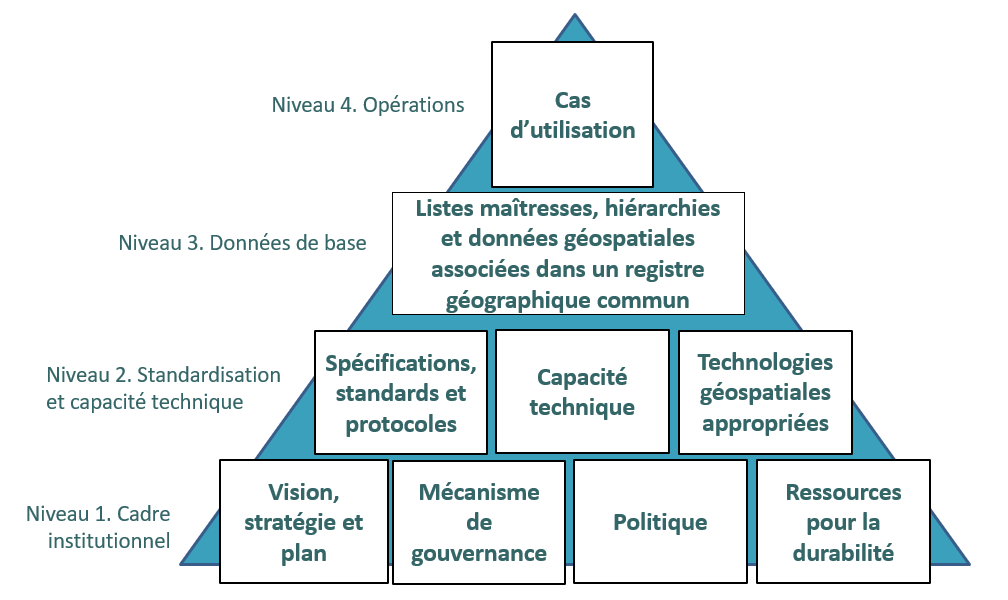 Niveau 4. Opérations
Cas
d’utilisation
Niveau 3. Données de base
Listes maîtresses, hiérarchies
et données géospatiales
associées dans un registre
géographique commun
Niveau 2. Standardisation
et capacité technique
Spécifications,
standards et
protocoles
Capacité
technique
Technologies
géospatiales
appropriées
Niveau 1. Cadre
institutionnel
Vision,
stratégie et
plan
Mécanisme
de
gouvernance
Politique
Ressources
pour la
durabilité